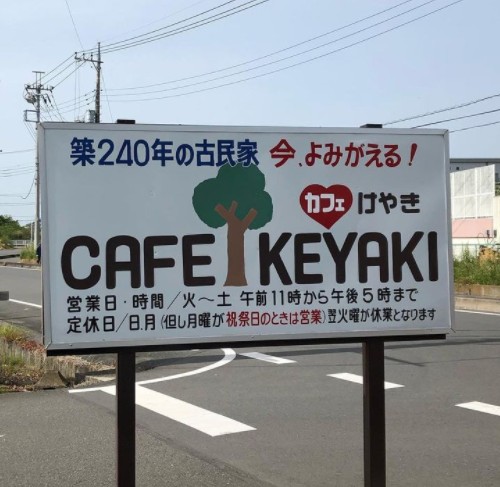 築240年の古民家 今、よみがえる！
カフェ けやき
CAFE KEYAKI
営業日・時間／火〜土 午前11時から午後5時まで
定休日／日.月（但し月曜が祝祭日のときは営業）翌火曜が休業となります